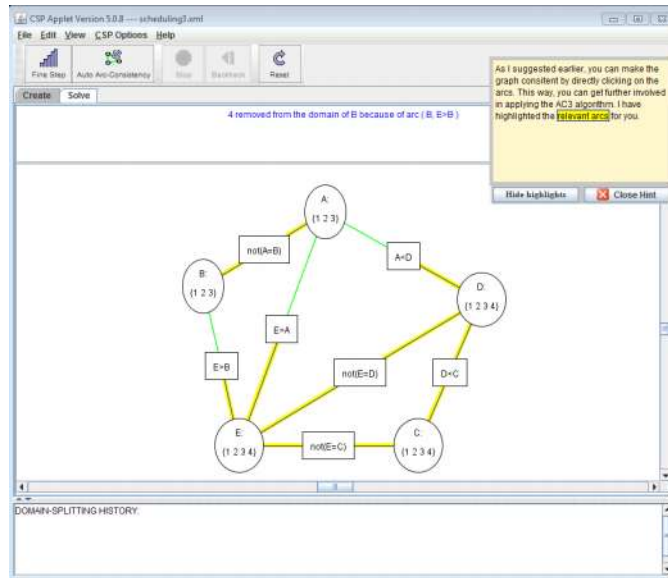 CSP Applet Version 5.0.8 --- scheduling3.xml
File Edit View CSP Options Help
Fine Step Auto Arc-Consistency Stop Backtrack Reset
Create Solve
4 removed from the domain of B because of arc ( B, E>B )
As I suggested earlier, you can make the
graph consitent by directly clicking on the
arcs. This way, you can get further involved
in applying the AC3 algorithm. I have
highlighted the relevant arcs for you.
Hide highlights Close Hint
A:
{1 2 3}
not(A=B)
A<D
B:
{1 2 3}
D:
{1 2 3 4}
E=A
E>B
not(E=D)
D<C
E:
{1 2 3 4}
not(E=C)
C:
{1 2 3 4}
DOMAIN-SPLITTING HISTORY: